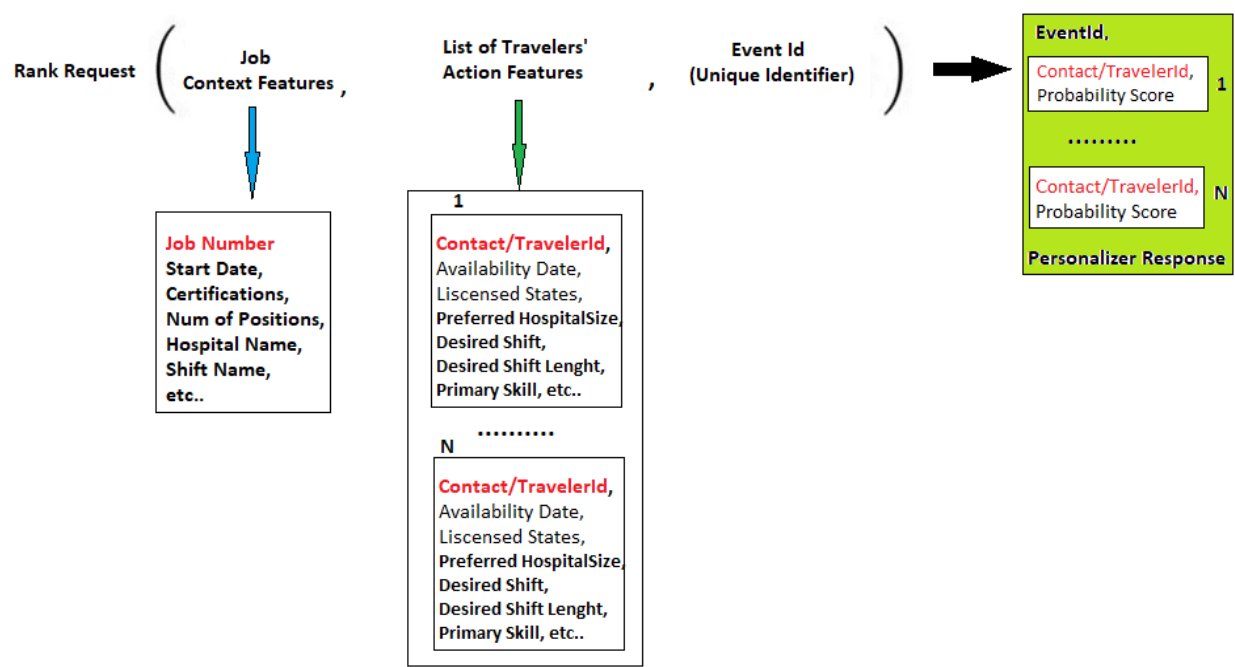 Rank Request (
Job
Context Features ,
List of Travelers'
Action Features
,
Event Id
(Unique Identifier)
)
Job Number
Start Date,
Certifications,
Num of Positions,
Hospital Name,
Shift Name,
etc..
1
Contact/TravelerId,
Availability Date,
Liscensed States,
Preferred HospitalSize,
Desired Shift,
Desired Shift Lenght,
Primary Skill, etc..
..........
N
Contact/TravelerId,
Availability Date,
Liscensed States,
Preferred HospitalSize,
Desired Shift,
Desired Shift Lenght,
Primary Skill, etc..
EventId,
Contact/TravelerId,
Probability Score
1
.........
Contact/TravelerId,
Probability Score
N
Personalizer Response